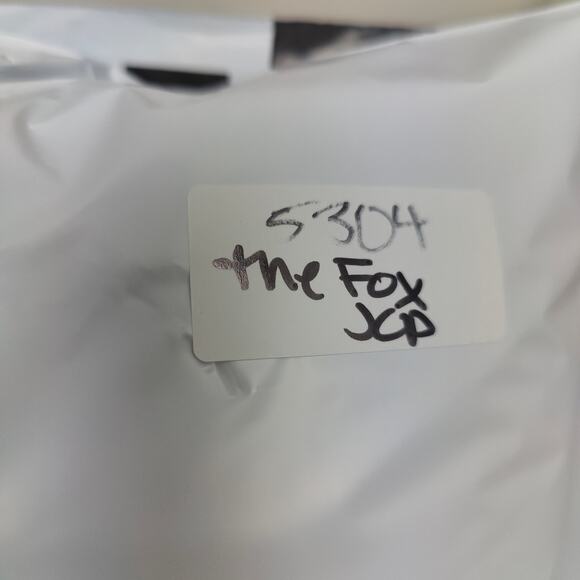 5304
the Fox
JCP